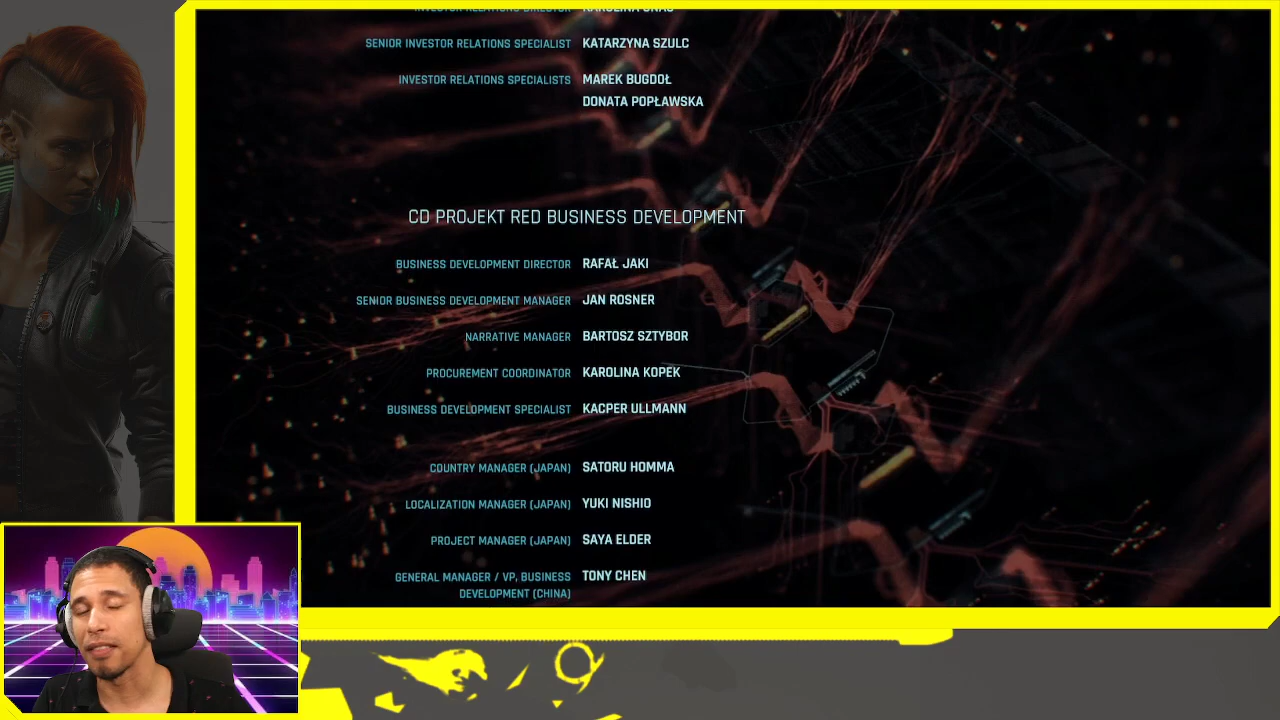 SENIOR INVESTOR RELATIONS SPECIALIST KATARZYNA SZULC
INVESTOR RELATIONS SPECIALISTS MAREK BUGDOŁ
DONATA POPŁAWSKA
CD PROJEKT RED BUSINESS DEVELOPMENT
BUSINESS DEVELOPMENT DIRECTOR RAFAŁ JAKI
SENIOR BUSINESS DEVELOPMENT MANAGER JAN ROSNER
NARRATIVE MANAGER BARTOSZ SZTYBOR
PROCUREMENT COORDINATOR KAROLINA KOPEK
BUSINESS DEVELOPMENT SPECIALIST KACPER ULLMANN
COUNTRY MANAGER (JAPAN) SATORU HOMMA
LOCALIZATION MANAGER (JAPAN) YUKI NISHIO
PROJECT MANAGER (JAPAN) SAYA ELDER
GENERAL MANAGER / VP, BUSINESS TONY CHEN
DEVELOPMENT (CHINA)